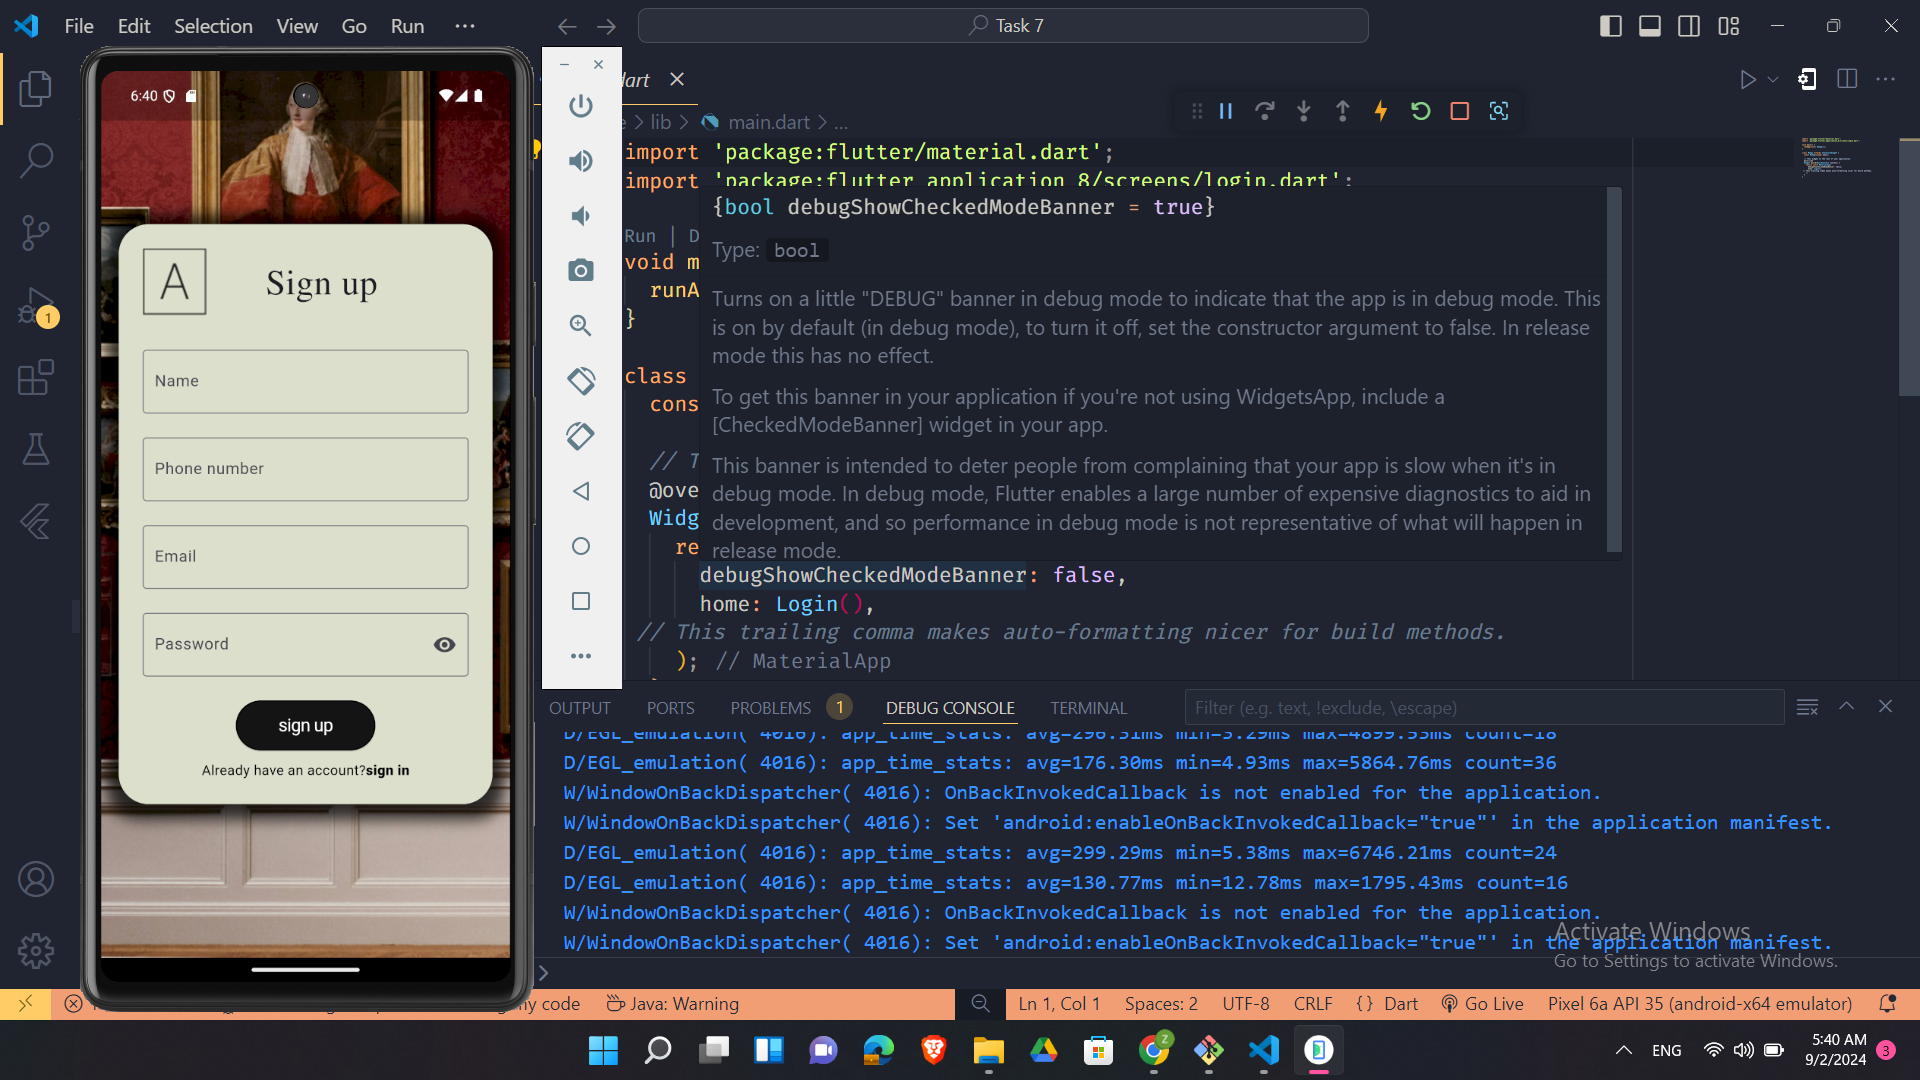 File Edit Selection View Go Run ···
Task 7
dart
lib > main.dart > ...
import 'package:flutter/material.dart';
import 'package:flutter_application_8/screens/login.dart';
{bool debugShowCheckedModeBanner = true}
Run | D
Type: bool
void m
runA
}
Turns on a little "DEBUG" banner in debug mode to indicate that the app is in debug mode. This
is on by default (in debug mode), to turn it off, set the constructor argument to false. In release
mode this has no effect.
class
cons
To get this banner in your application if you're not using WidgetsApp, include a
[CheckedModeBanner] widget in your app.
// T
@ove
Widg
re
This banner is intended to deter people from complaining that your app is slow when it's in
debug mode. In debug mode, Flutter enables a large number of expensive diagnostics to aid in
development, and so performance in debug mode is not representative of what will happen in
release mode.
debugShowCheckedModeBanner: false,
home: Login(),
// This trailing comma makes auto-formatting nicer for build methods.
); // MaterialApp
6:40
A
Sign up
Name
Phone number
Email
Password
sign up
Already have an account?sign in
1
OUTPUT PORTS PROBLEMS 1 DEBUG CONSOLE TERMINAL
Filter (e.g. text, !exclude, \escape)
D/EGL_emulation( 4016): app_time_stats: avg=296.31ms min=3.29ms max=4899.53ms count=18
D/EGL_emulation( 4016): app_time_stats: avg=176.30ms min=4.93ms max=5864.76ms count=36
W/WindowOnBackDispatcher( 4016): OnBackInvokedCallback is not enabled for the application.
W/WindowOnBackDispatcher( 4016): Set 'android:enableOnBackInvokedCallback="true"' in the application manifest.
D/EGL_emulation( 4016): app_time_stats: avg=299.29ms min=5.38ms max=6746.21ms count=24
D/EGL_emulation( 4016): app_time_stats: avg=130.77ms min=12.78ms max=1795.43ms count=16
W/WindowOnBackDispatcher( 4016): OnBackInvokedCallback is not enabled for the application.
W/WindowOnBackDispatcher( 4016): Set 'android:enableOnBackInvokedCallback="true"' in the application manifest.
Activate Windows
Go to Settings to activate Windows.
my code Java: Warning Ln 1, Col 1 Spaces: 2 UTF-8 CRLF {} Dart Go Live Pixel 6a API 35 (android-x64 emulator)
Z
ENG
5:40 AM
9/2/2024
3